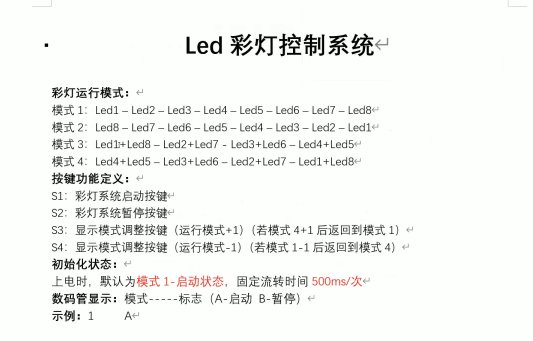 Led 彩灯控制系统
彩灯运行模式：
模式 1：Led1 – Led2 – Led3 – Led4 – Led5 – Led6 – Led7 – Led8
模式 2：Led8 – Led7 – Led6 – Led5 – Led4 – Led3 – Led2 – Led1
模式 3：Led1+Led8 – Led2+Led7 - Led3+Led6 – Led4+Led5
模式 4：Led4+Led5 – Led3+Led6 – Led2+Led7 – Led1+Led8
按键功能定义：
S1：彩灯系统启动按键
S2：彩灯系统暂停按键
S3：显示模式调整按键（运行模式+1）（若模式 4+1 后返回到模式 1）
S4：显示模式调整按键（运行模式-1）（若模式 1-1 后返回到模式 4）
初始化状态：
上电时，默认为模式 1-启动状态，固定流转时间 500ms/次
数码管显示：模式-----标志（A-启动 B-暂停）
示例：1 A